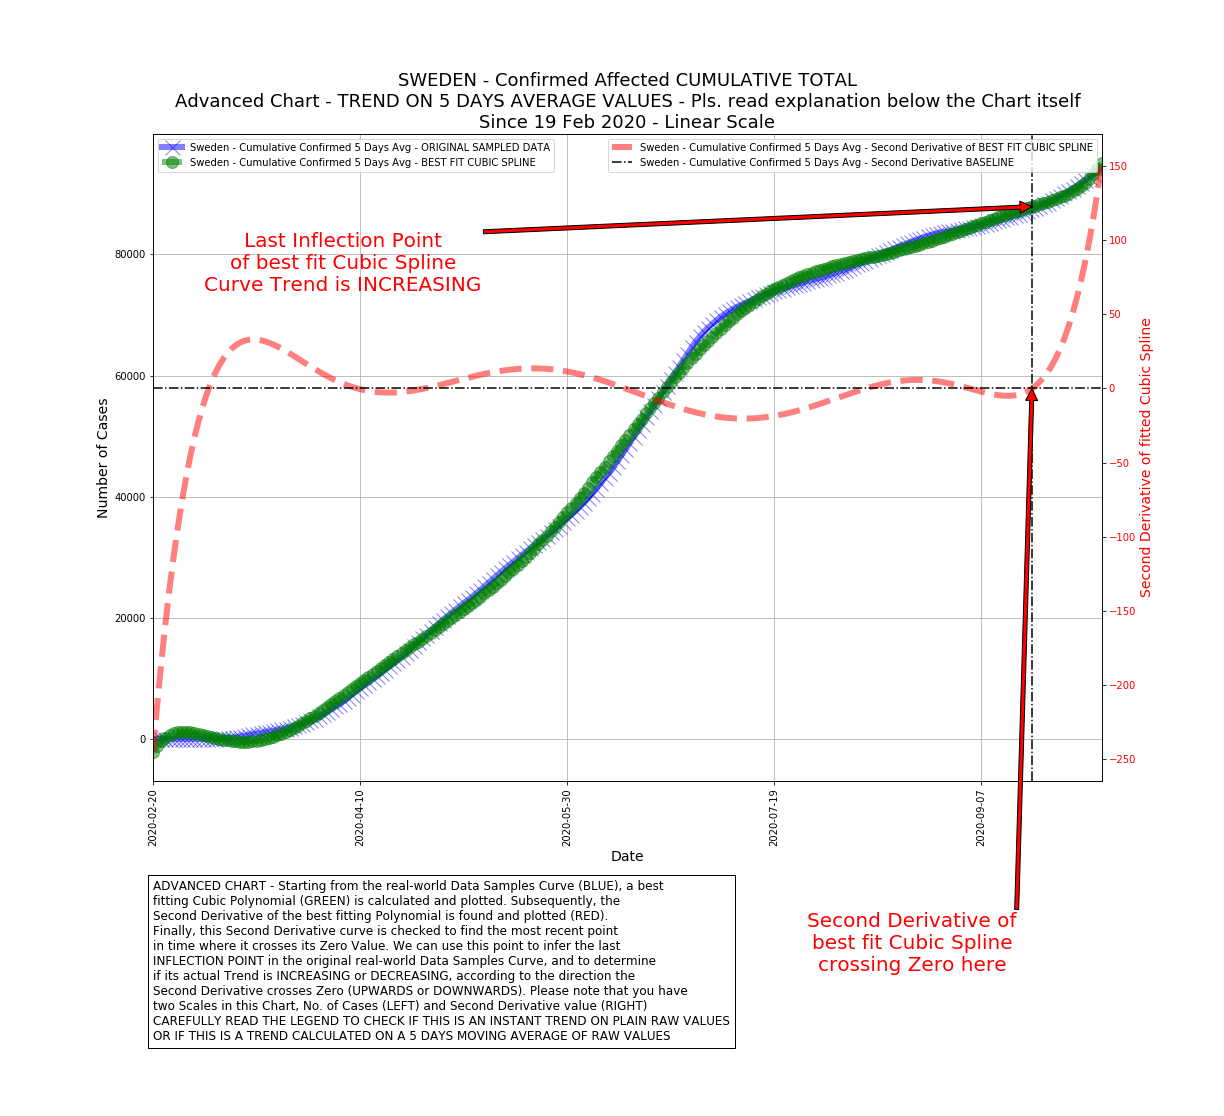 SWEDEN - Confirmed Affected CUMULATIVE TOTAL
Advanced Chart - TREND ON 5 DAYS AVERAGE VALUES - Pls. read explanation below the Chart itself
Since 19 Feb 2020 - Linear Scale
Sweden - Cumulative Confirmed 5 Days Avg - ORIGINAL SAMPLED DATA
Sweden - Cumulative Confirmed 5 Days Avg - BEST FIT CUBIC SPLINE
Sweden - Cumulative Confirmed 5 Days Avg - Second Derivative of BEST FIT CUBIC SPLINE
Sweden - Cumulative Confirmed 5 Days Avg - Second Derivative BASELINE
Last Inflection Point
of best fit Cubic Spline
Curve Trend is INCREASING
Number of Cases
80000
60000
40000
20000
0
150
100
50
0
−50
−100
−150
−200
−250
Second Derivative of fitted Cubic Spline
2020-02-20
2020-04-10
2020-05-30
2020-07-19
2020-09-07
Date
ADVANCED CHART - Starting from the real-world Data Samples Curve (BLUE), a best
fitting Cubic Polynomial (GREEN) is calculated and plotted. Subsequently, the
Second Derivative of the best fitting Polynomial is found and plotted (RED).
Finally, this Second Derivative curve is checked to find the most recent point
in time where it crosses its Zero Value. We can use this point to infer the last
INFLECTION POINT in the original real-world Data Samples Curve, and to determine
if its actual Trend is INCREASING or DECREASING, according to the direction the
Second Derivative crosses Zero (UPWARDS or DOWNWARDS). Please note that you have
two Scales in this Chart, No. of Cases (LEFT) and Second Derivative value (RIGHT)
CAREFULLY READ THE LEGEND TO CHECK IF THIS IS AN INSTANT TREND ON PLAIN RAW VALUES
OR IF THIS IS A TREND CALCULATED ON A 5 DAYS MOVING AVERAGE OF RAW VALUES
Second Derivative of
best fit Cubic Spline
crossing Zero here